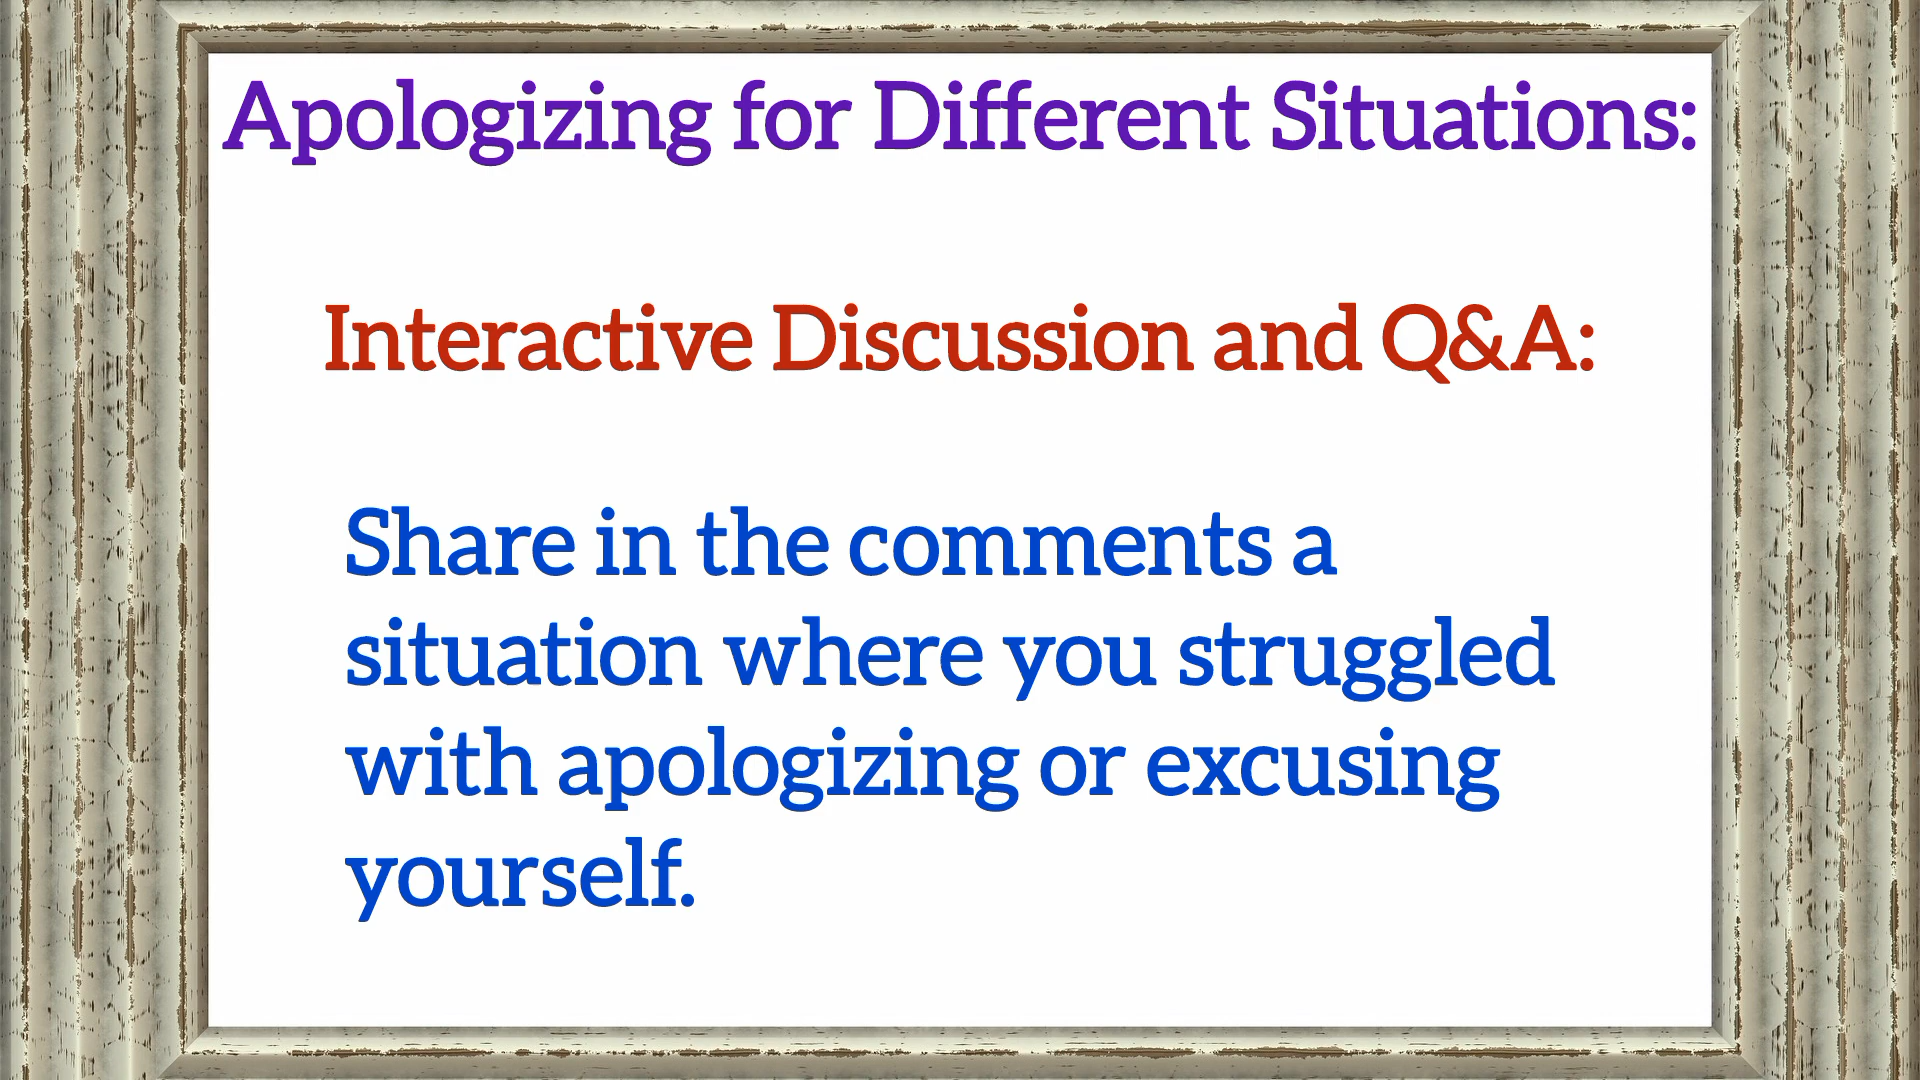 Apologizing for Different Situations:
Interactive Discussion and Q&A:
Share in the comments a
situation where you struggled
with apologizing or excusing
yourself.